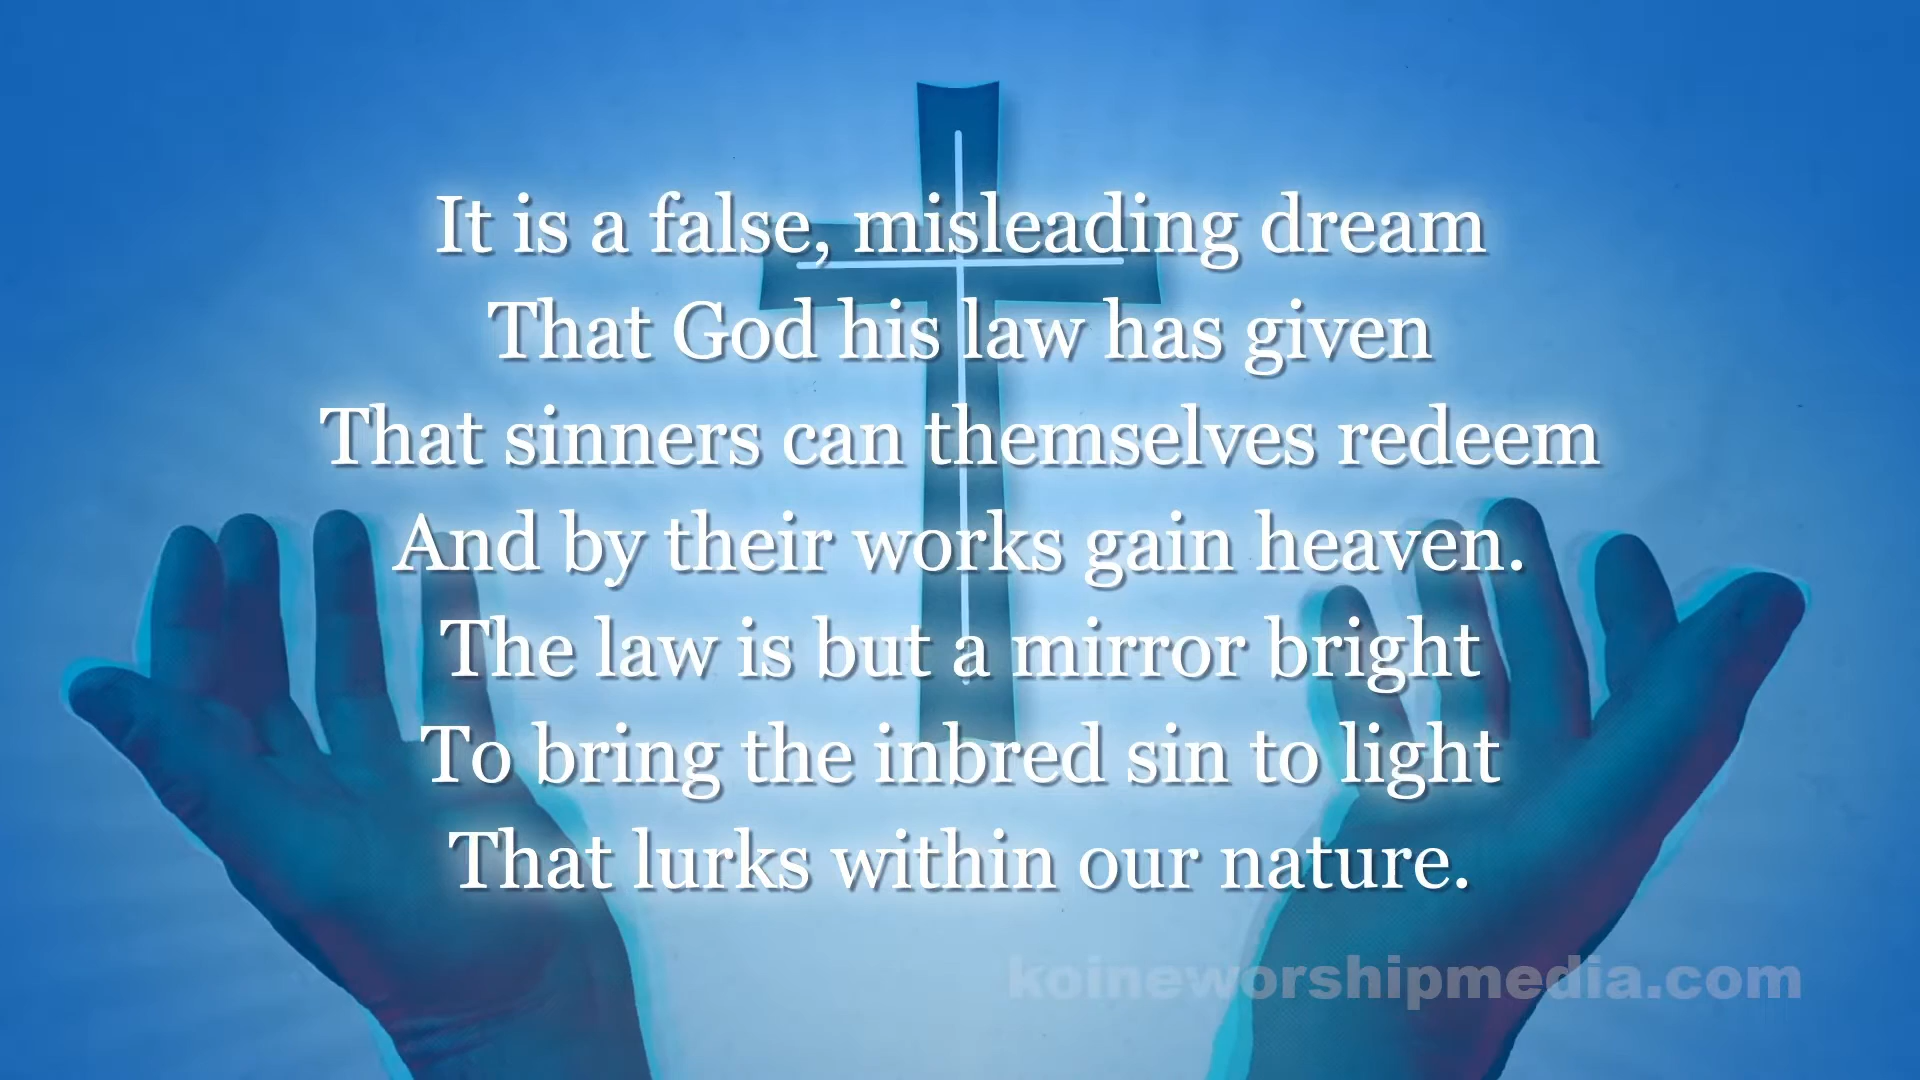 It is a false, misleading dream
That God his law has given
That sinners can themselves redeem
And by their works gain heaven.
The law is but a mirror bright
To bring the inbred sin to light
That lurks within our nature.
koineworshipmedia.com